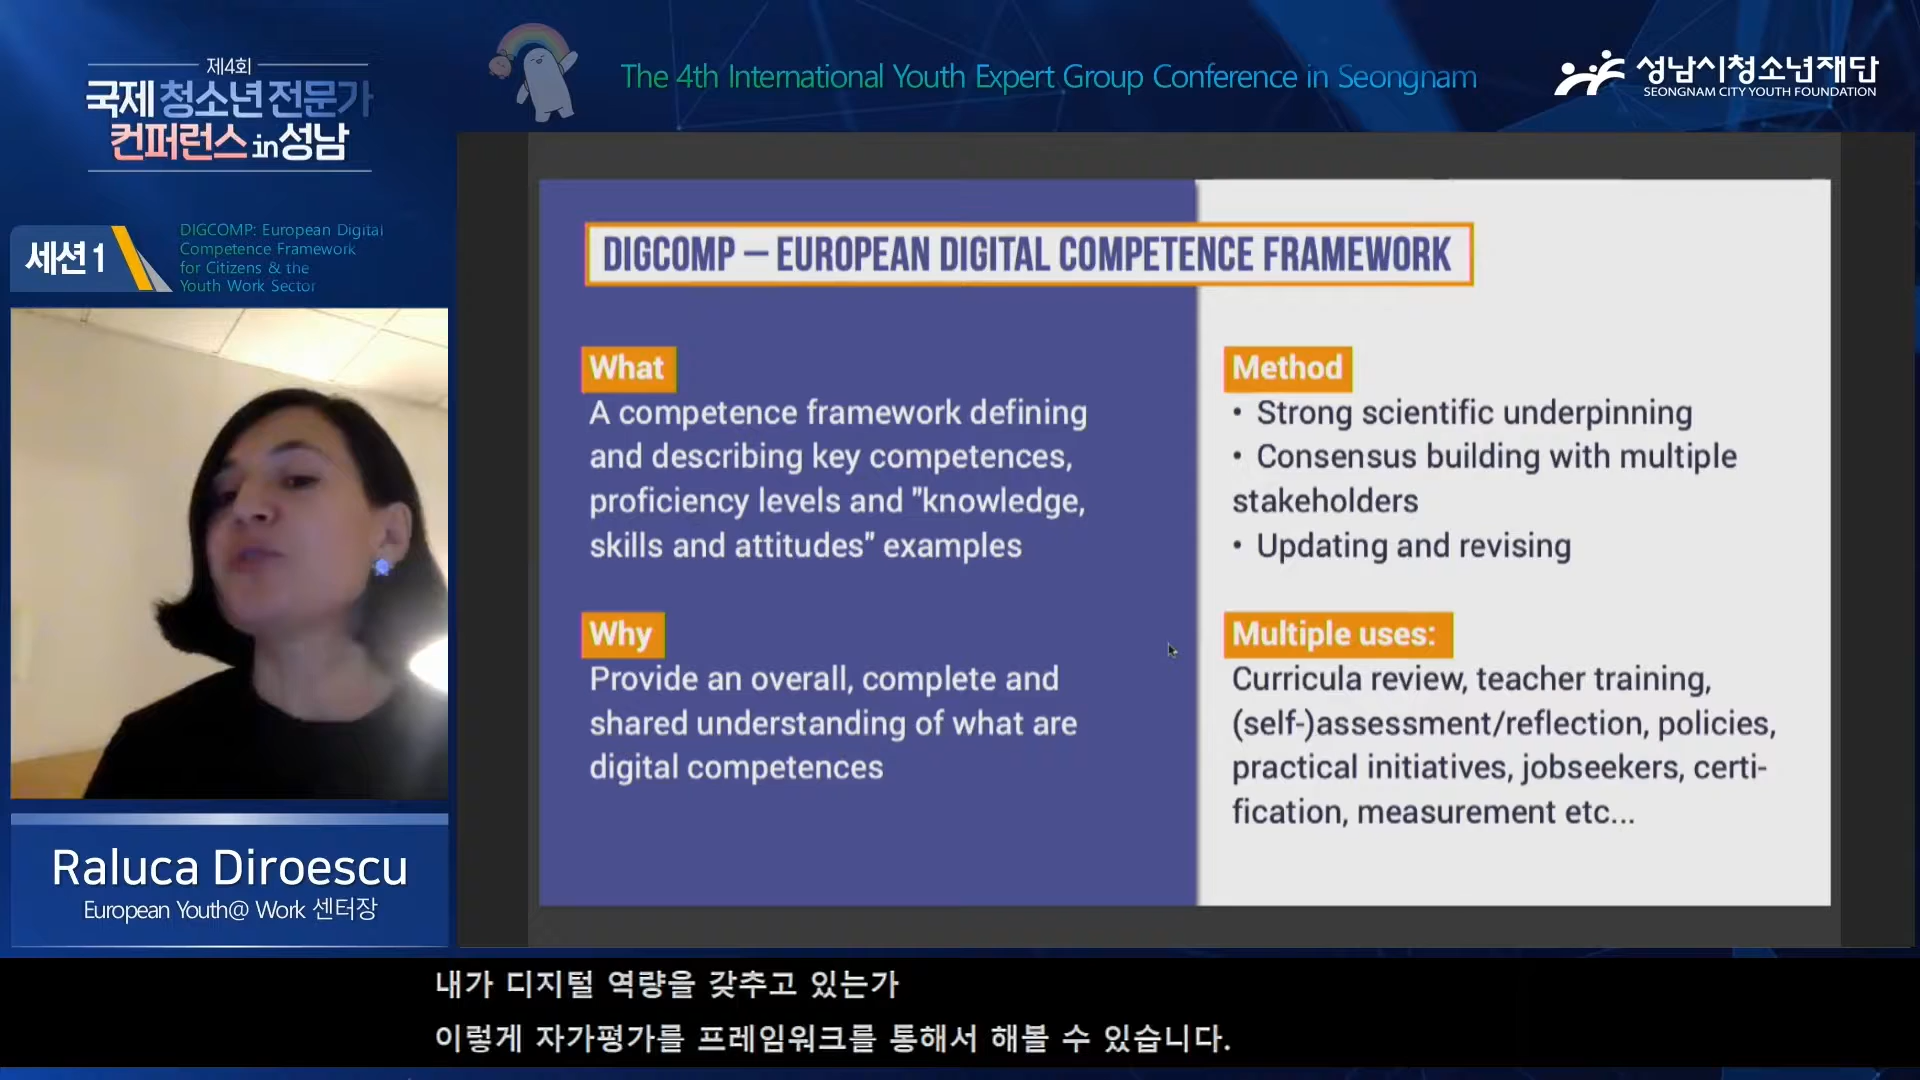 제4회
국제 청소년 전문가
컨퍼런스 in 성남
The 4th International Youth Expert Group Conference in Seongnam
성남시청소년재단
SEONGNAM CITY YOUTH FOUNDATION
세션 1
DIGCOMP: European Digital
Competence Framework
for Citizens & the
Youth Work Sector
DIGCOMP – EUROPEAN DIGITAL COMPETENCE FRAMEWORK
What
A competence framework defining
and describing key competences,
proficiency levels and "knowledge,
skills and attitudes" examples
Why
Provide an overall, complete and
shared understanding of what are
digital competences
Method
• Strong scientific underpinning
• Consensus building with multiple
stakeholders
• Updating and revising
Multiple uses:
Curricula review, teacher training,
(self-)assessment/reflection, policies,
practical initiatives, jobseekers, certi-
fication, measurement etc...
Raluca Diroescu
European Youth@ Work 센터장
내가 디지털 역량을 갖추고 있는가
이렇게 자가평가를 프레임워크를 통해서 해볼 수 있습니다.